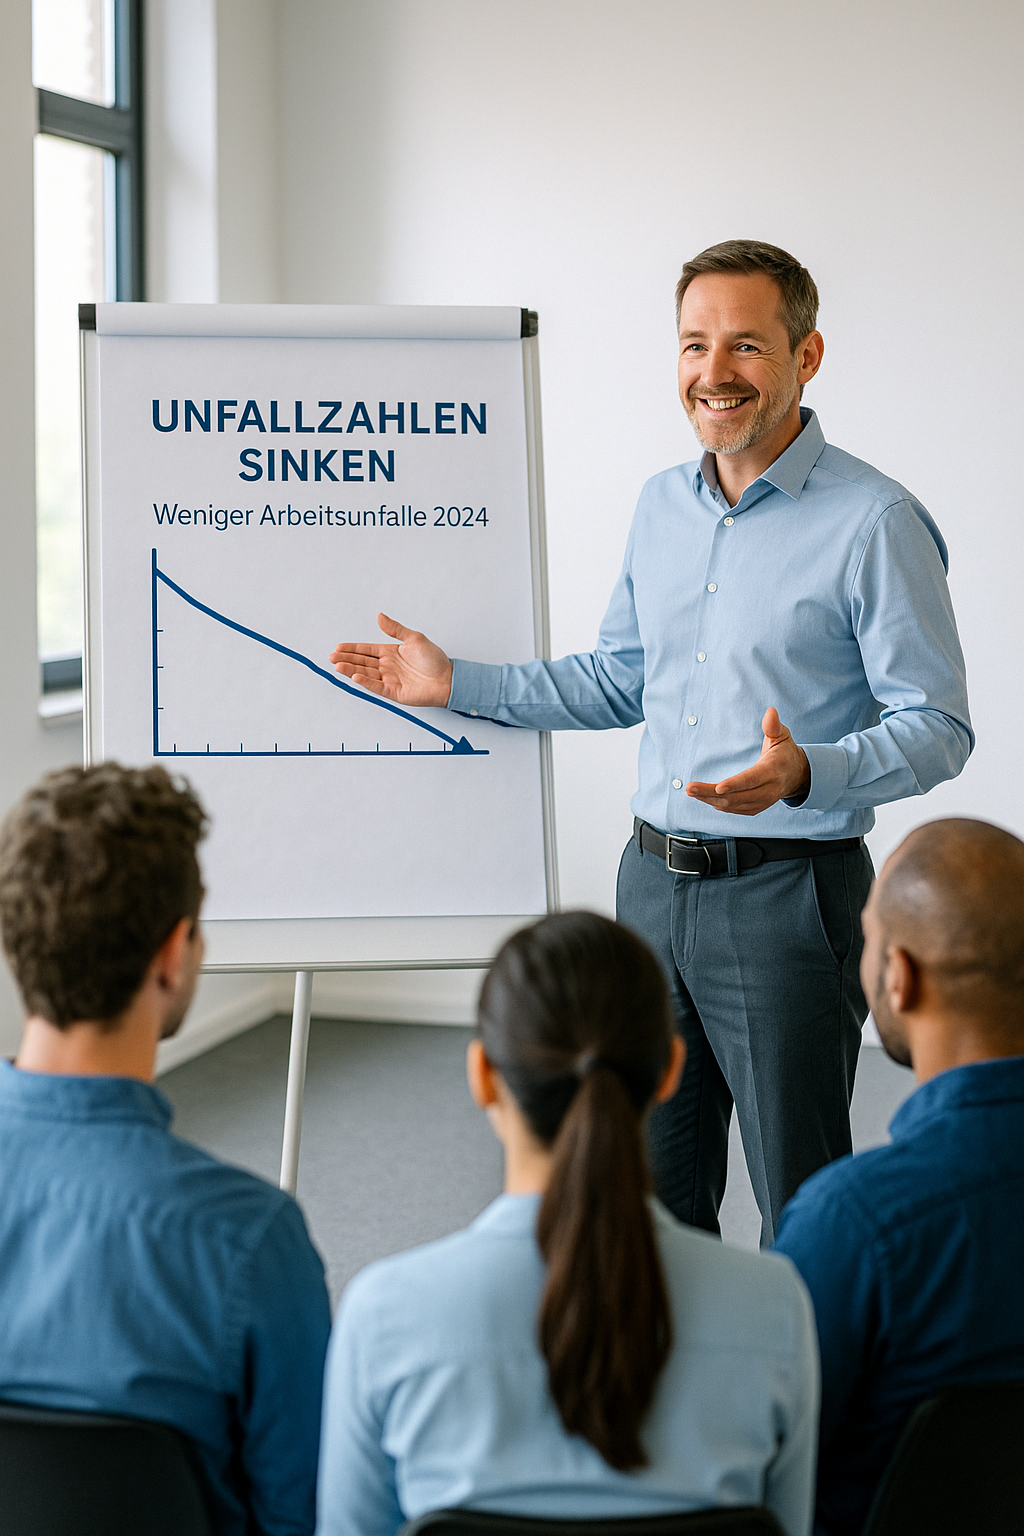 UNFALLZAHLEN
SINKEN
Weniger Arbeitsunfalle 2024